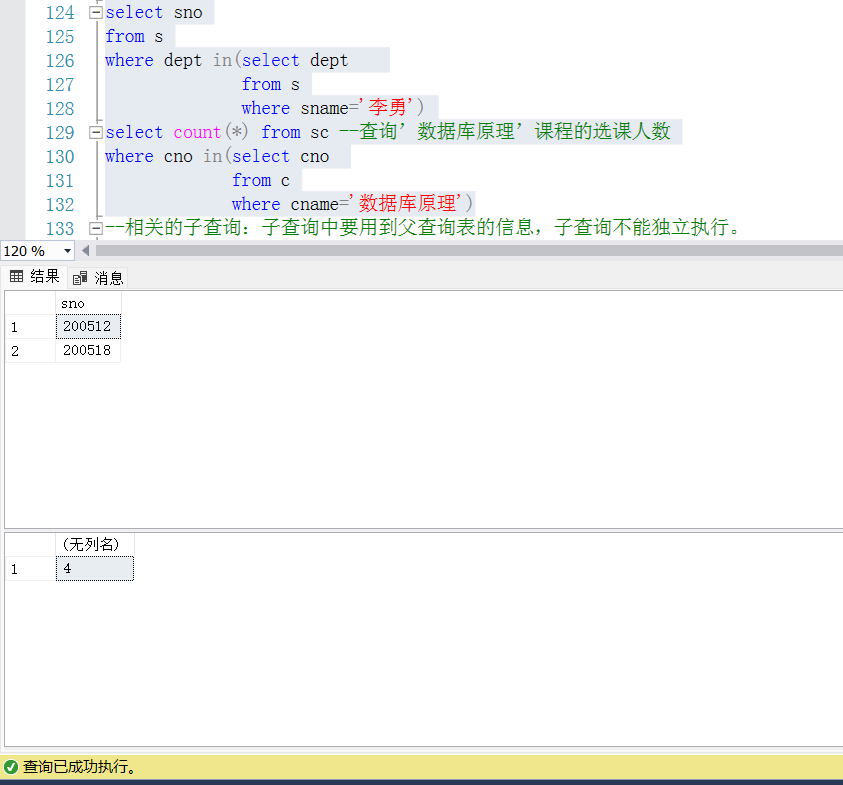 124 select sno
125 from s
126 where dept in(select dept
127 from s
128 where sname='李勇')
129 select count(*) from sc --查询’数据库原理’课程的选课人数
130 where cno in(select cno
131 from c
132 where cname='数据库原理')
133 --相关的子查询：子查询中要用到父查询表的信息，子查询不能独立执行。
120 %
结果 消息
sno
1 200512
2 200518
(无列名)
1 4
查询已成功执行。